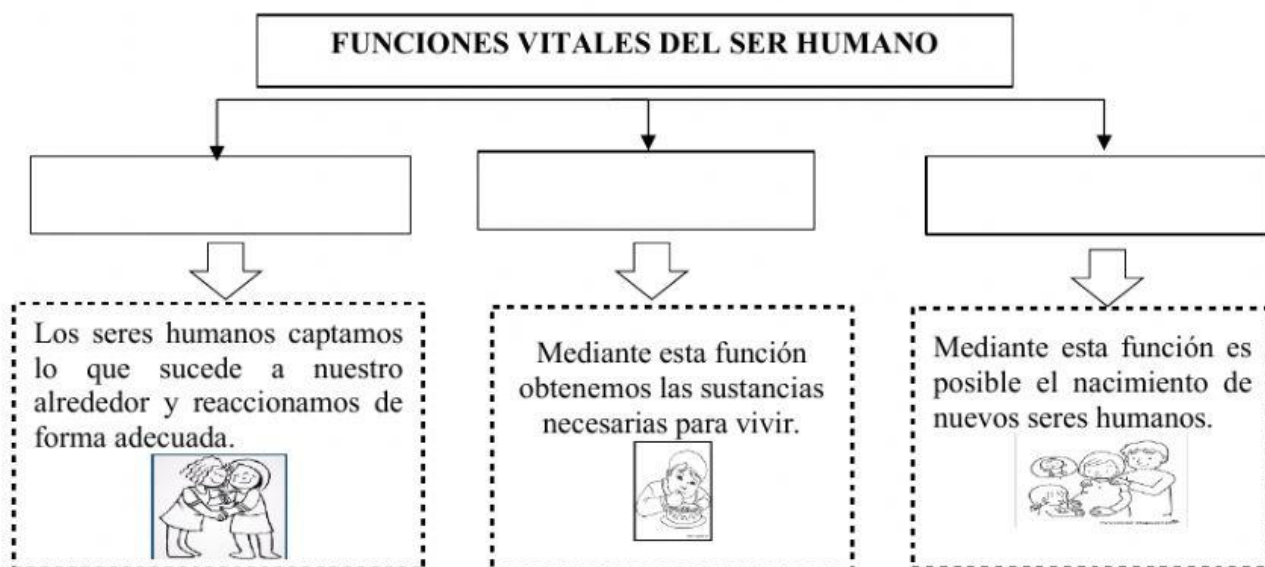 FUNCIONES VITALES DEL SER HUMANO
Los seres humanos captamos
lo que sucede a nuestro
alrededor y reaccionamos de
forma adecuada.
Mediante esta función
obtenemos las sustancias
necesarias para vivir.
Mediante esta función es
posible el nacimiento de
nuevos seres humanos.